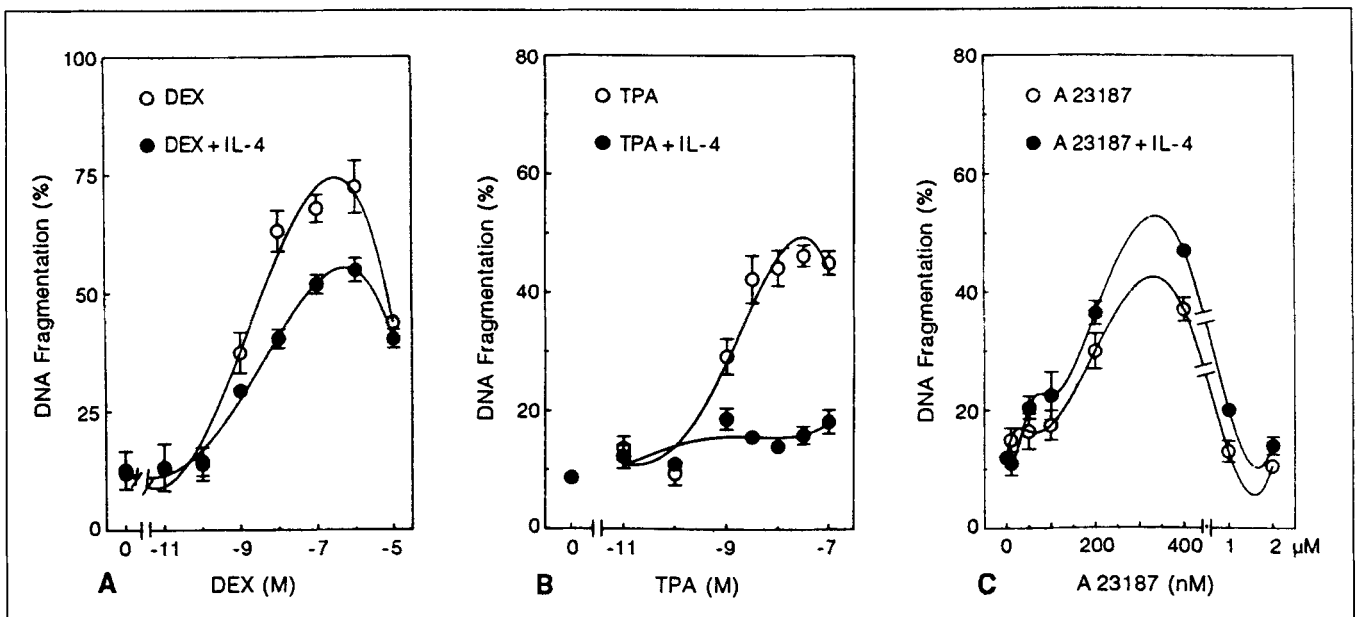 100
75
50
25
0
DNA Fragmentation (%)
DEX
DEX + IL-4
0 -11 -9 -7 -5
A DEX (M)
80
60
40
20
0
DNA Fragmentation (%)
TPA
TPA + IL-4
0 -11 -9 -7
B TPA (M)
80
60
40
20
0
DNA Fragmentation (%)
A 23187
A 23187 + IL-4
0 200 400 1 2 μM
C A 23187 (nM)